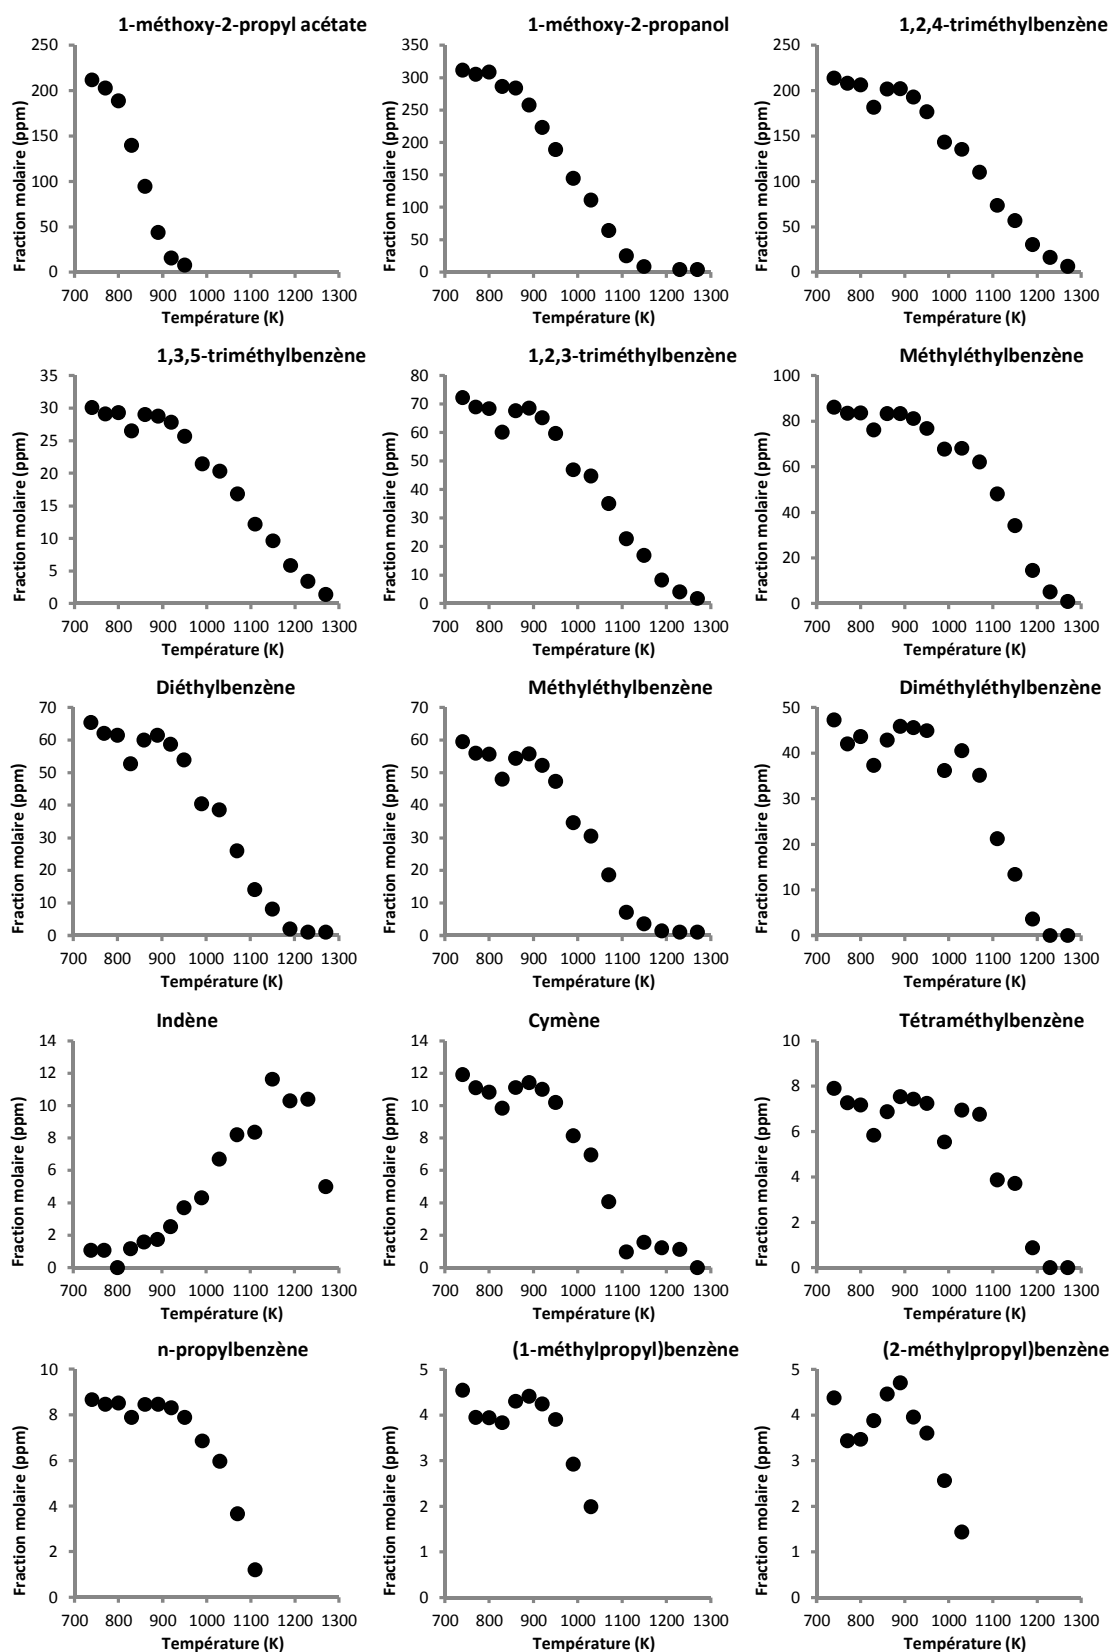 1-méthoxy-2-propyl acétate
Fraction molaire (ppm)
250
200
150
100
50
0
700 800 900 1000 1100 1200 1300
Température (K)
1-méthoxy-2-propanol
Fraction molaire (ppm)
350
300
250
200
150
100
50
0
700 800 900 1000 1100 1200 1300
Température (K)
1,2,4-triméthylbenzène
Fraction molaire (ppm)
250
200
150
100
50
0
700 800 900 1000 1100 1200 1300
Température (K)
1,3,5-triméthylbenzène
Fraction molaire (ppm)
35
30
25
20
15
10
5
0
700 800 900 1000 1100 1200 1300
Température (K)
1,2,3-triméthylbenzène
Fraction molaire (ppm)
80
70
60
50
40
30
20
10
0
700 800 900 1000 1100 1200 1300
Température (K)
Méthyléthylbenzène
Fraction molaire (ppm)
100
80
60
40
20
0
700 800 900 1000 1100 1200 1300
Température (K)
Diéthylbenzène
Fraction molaire (ppm)
70
60
50
40
30
20
10
0
700 800 900 1000 1100 1200 1300
Température (K)
Méthyléthylbenzène
Fraction molaire (ppm)
70
60
50
40
30
20
10
0
700 800 900 1000 1100 1200 1300
Température (K)
Diméthyléthylbenzène
Fraction molaire (ppm)
50
40
30
20
10
0
700 800 900 1000 1100 1200 1300
Température (K)
Indène
Fraction molaire (ppm)
14
12
10
8
6
4
2
0
700 800 900 1000 1100 1200 1300
Température (K)
Cymène
Fraction molaire (ppm)
14
12
10
8
6
4
2
0
700 800 900 1000 1100 1200 1300
Température (K)
Tétraméthylbenzène
Fraction molaire (ppm)
10
8
6
4
2
0
700 800 900 1000 1100 1200 1300
Température (K)
n-propylbenzène
Fraction molaire (ppm)
10
8
6
4
2
0
700 800 900 1000 1100 1200 1300
Température (K)
(1-méthylpropyl)benzène
Fraction molaire (ppm)
5
4
3
2
1
0
700 800 900 1000 1100 1200 1300
Température (K)
(2-méthylpropyl)benzène
Fraction molaire (ppm)
5
4
3
2
1
0
700 800 900 1000 1100 1200 1300
Température (K)